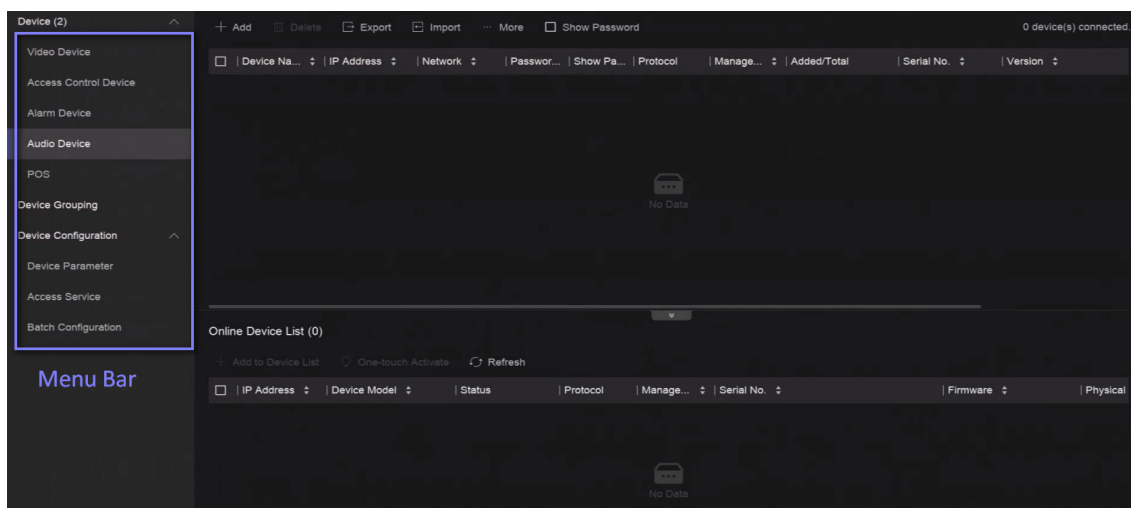 Device (2)
Video Device
Access Control Device
Alarm Device
Audio Device
POS
Device Grouping
Device Configuration
Device Parameter
Access Service
Batch Configuration
Menu Bar
Add Delete Export Import ... More Show Password 0 device(s) connected.
Device Na... IP Address Network Passwor... Show Pa... Protocol Manage... Added/Total Serial No. Version
No Data
Online Device List (0)
Add to Device List One-touch Activate Refresh
IP Address Device Model Status Protocol Manage... Serial No. Firmware Physical
No Data